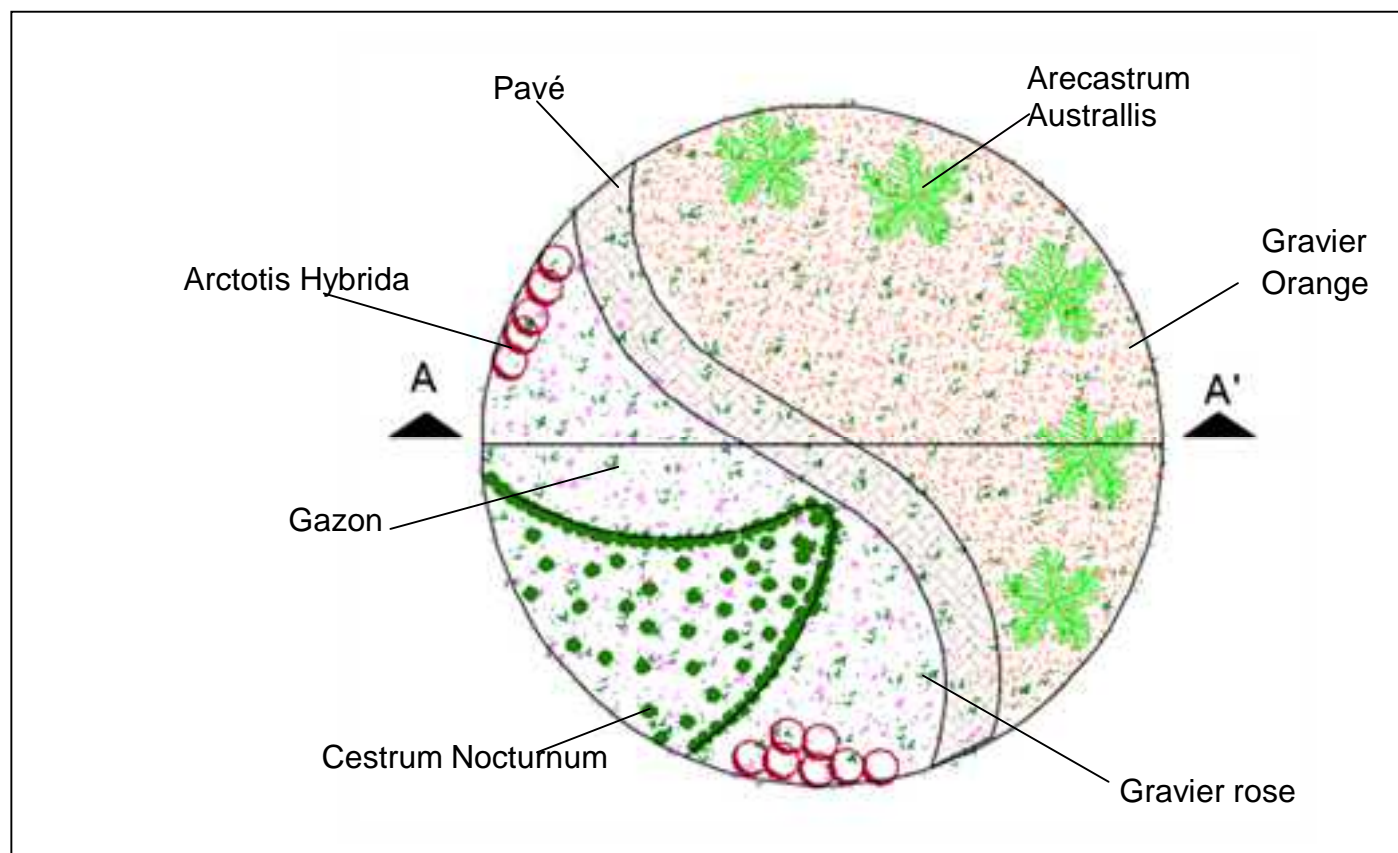 Pavé
Arecastrum
Australlis
Gravier
Orange
Arctotis Hybrida
A
A'
Gazon
Cestrum Nocturnum
Gravier rose